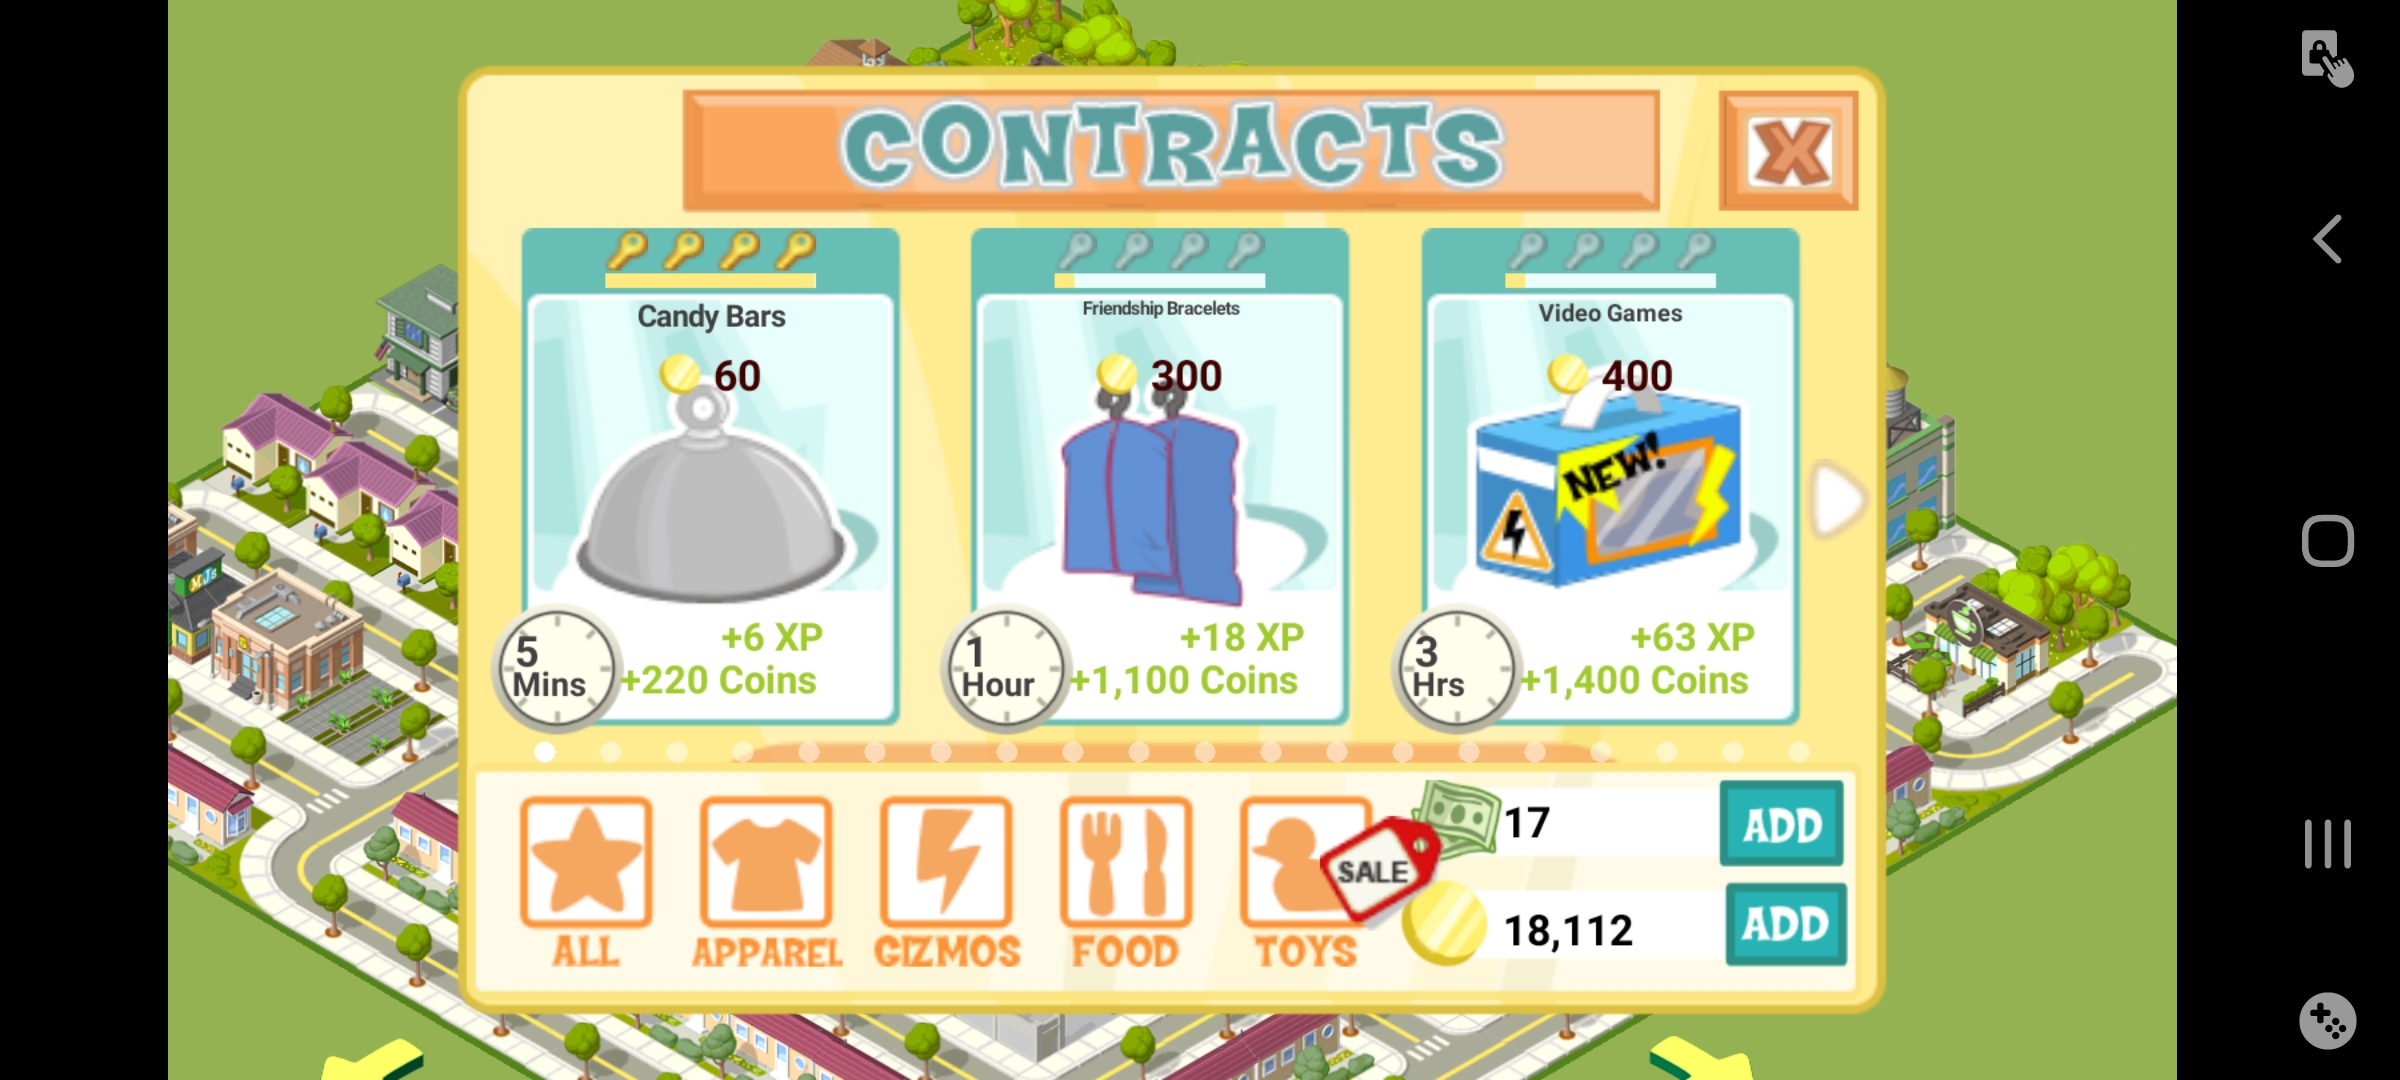 CONTRACTS
X
Candy Bars
60
5
Mins
+6 XP
+220 Coins
Friendship Bracelets
300
1
Hour
+18 XP
+1,100 Coins
Video Games
400
NEW!
3
Hrs
+63 XP
+1,400 Coins
MJs
ALL
APPAREL
GIZMOS
FOOD
TOYS
SALE
17
ADD
18,112
ADD